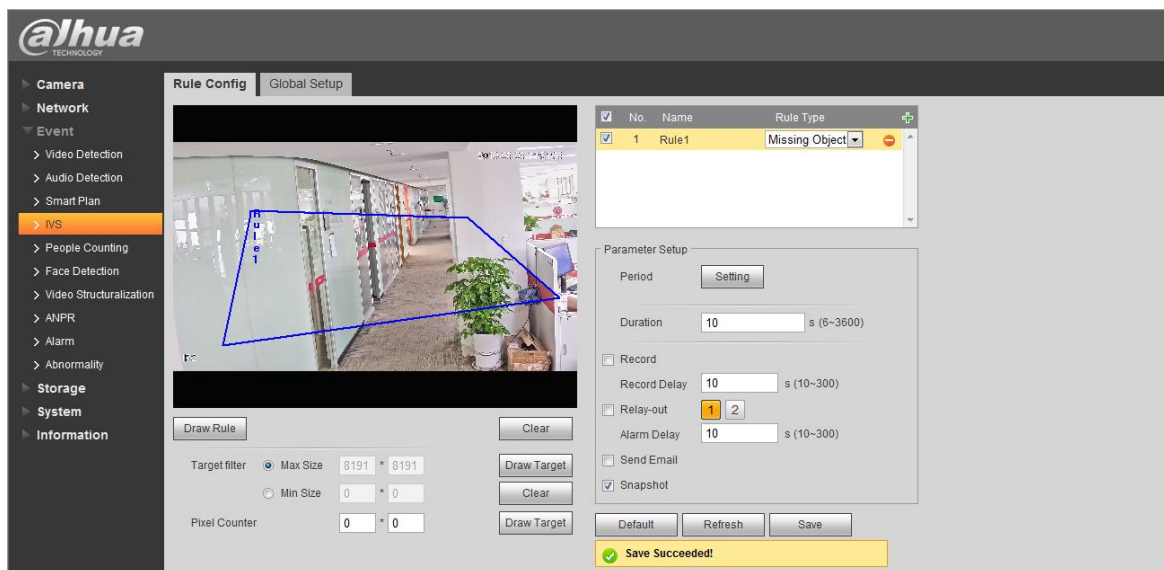 alhua
TECHNOLOGY
Camera
Network
Event
Video Detection
Audio Detection
Smart Plan
IVS
People Counting
Face Detection
Video Structuralization
ANPR
Alarm
Abnormality
Storage
System
Information
Rule Config Global Setup
Rule1
Draw Rule Clear
Target filter Max Size 8191 * 8191 Draw Target
Min Size 0 * 0 Clear
Pixel Counter 0 * 0 Draw Target
No. Name Rule Type
1 Rule1 Missing Object
Parameter Setup
Period Setting
Duration 10 s (6~3600)
Record
Record Delay 10 s (10~300)
Relay-out 1 2
Alarm Delay 10 s (10~300)
Send Email
Snapshot
Default Refresh Save
Save Succeeded!